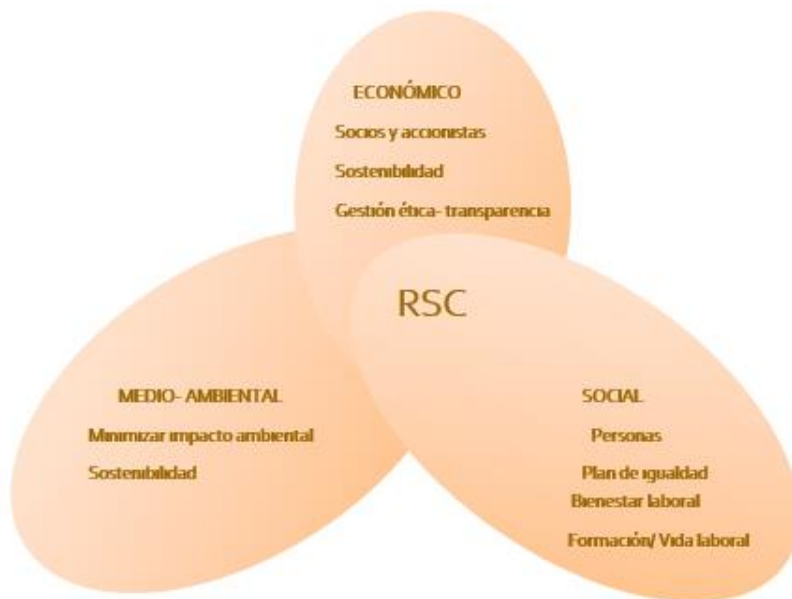 ECONÓMICO
Socios y accionistas
Sostenibilidad
Gestión ética- transparencia
RSC
MEDIO- AMBIENTAL
Minimizar impacto ambiental
Sostenibilidad
SOCIAL
Personas
Plan de igualdad
Bienestar laboral
Formación/ Vida laboral